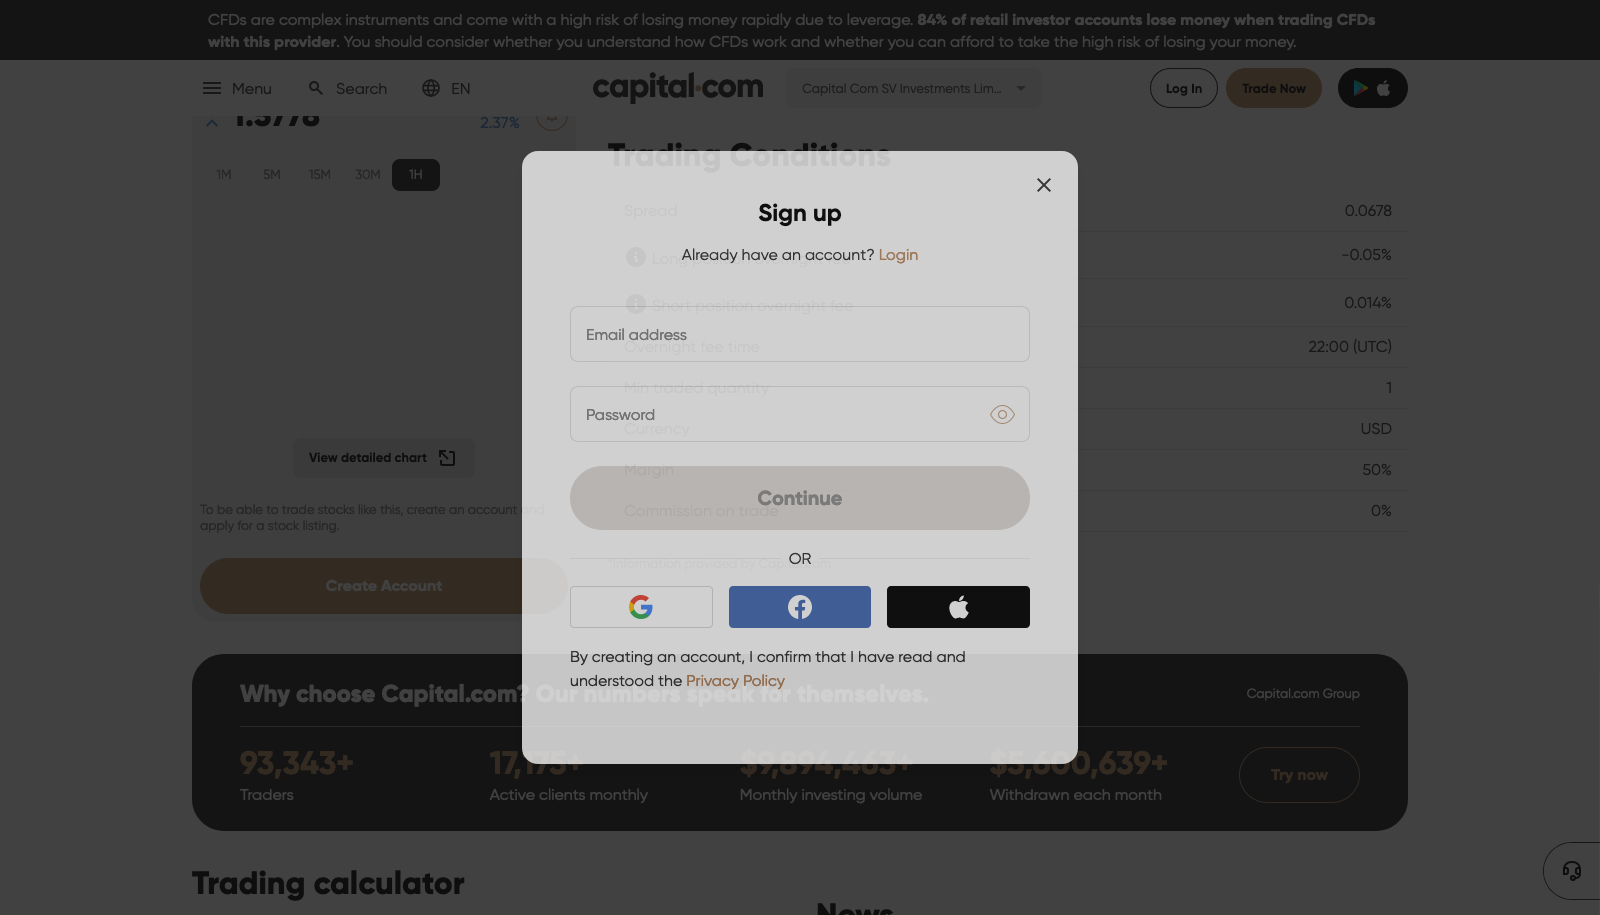 CFDs are complex instruments and come with a high risk of losing money rapidly due to leverage. 84% of retail investor accounts lose money when trading CFDs
with this provider. You should consider whether you understand how CFDs work and whether you can afford to take the high risk of losing your money.
Menu
Search
EN
capital.com
Capital Com SV Investments Lim...
Log In
Trade Now
2.37%
1M
5M
15M
30M
1H
View detailed chart
To be able to trade stocks like this, create an account and
apply for a stock listing.
Create Account
Trading Conditions
Spread
0.0678
Long
-0.05%
Short position overnight fee
0.014%
Overnight fee time
22:00 (UTC)
Min traded quantity
1
Currency
USD
Margin
50%
Commission on trade
0%
*Information provided by Capital.com
Sign up
Already have an account? Login
Email address
Password
Continue
OR
By creating an account, I confirm that I have read and
understood the Privacy Policy
Why choose Capital.com? Our numbers speak for themselves.
Capital.com Group
93,343+
Traders
17,175+
Active clients monthly
$9,894,463+
Monthly investing volume
$5,600,639+
Withdrawn each month
Try now
Trading calculator
News